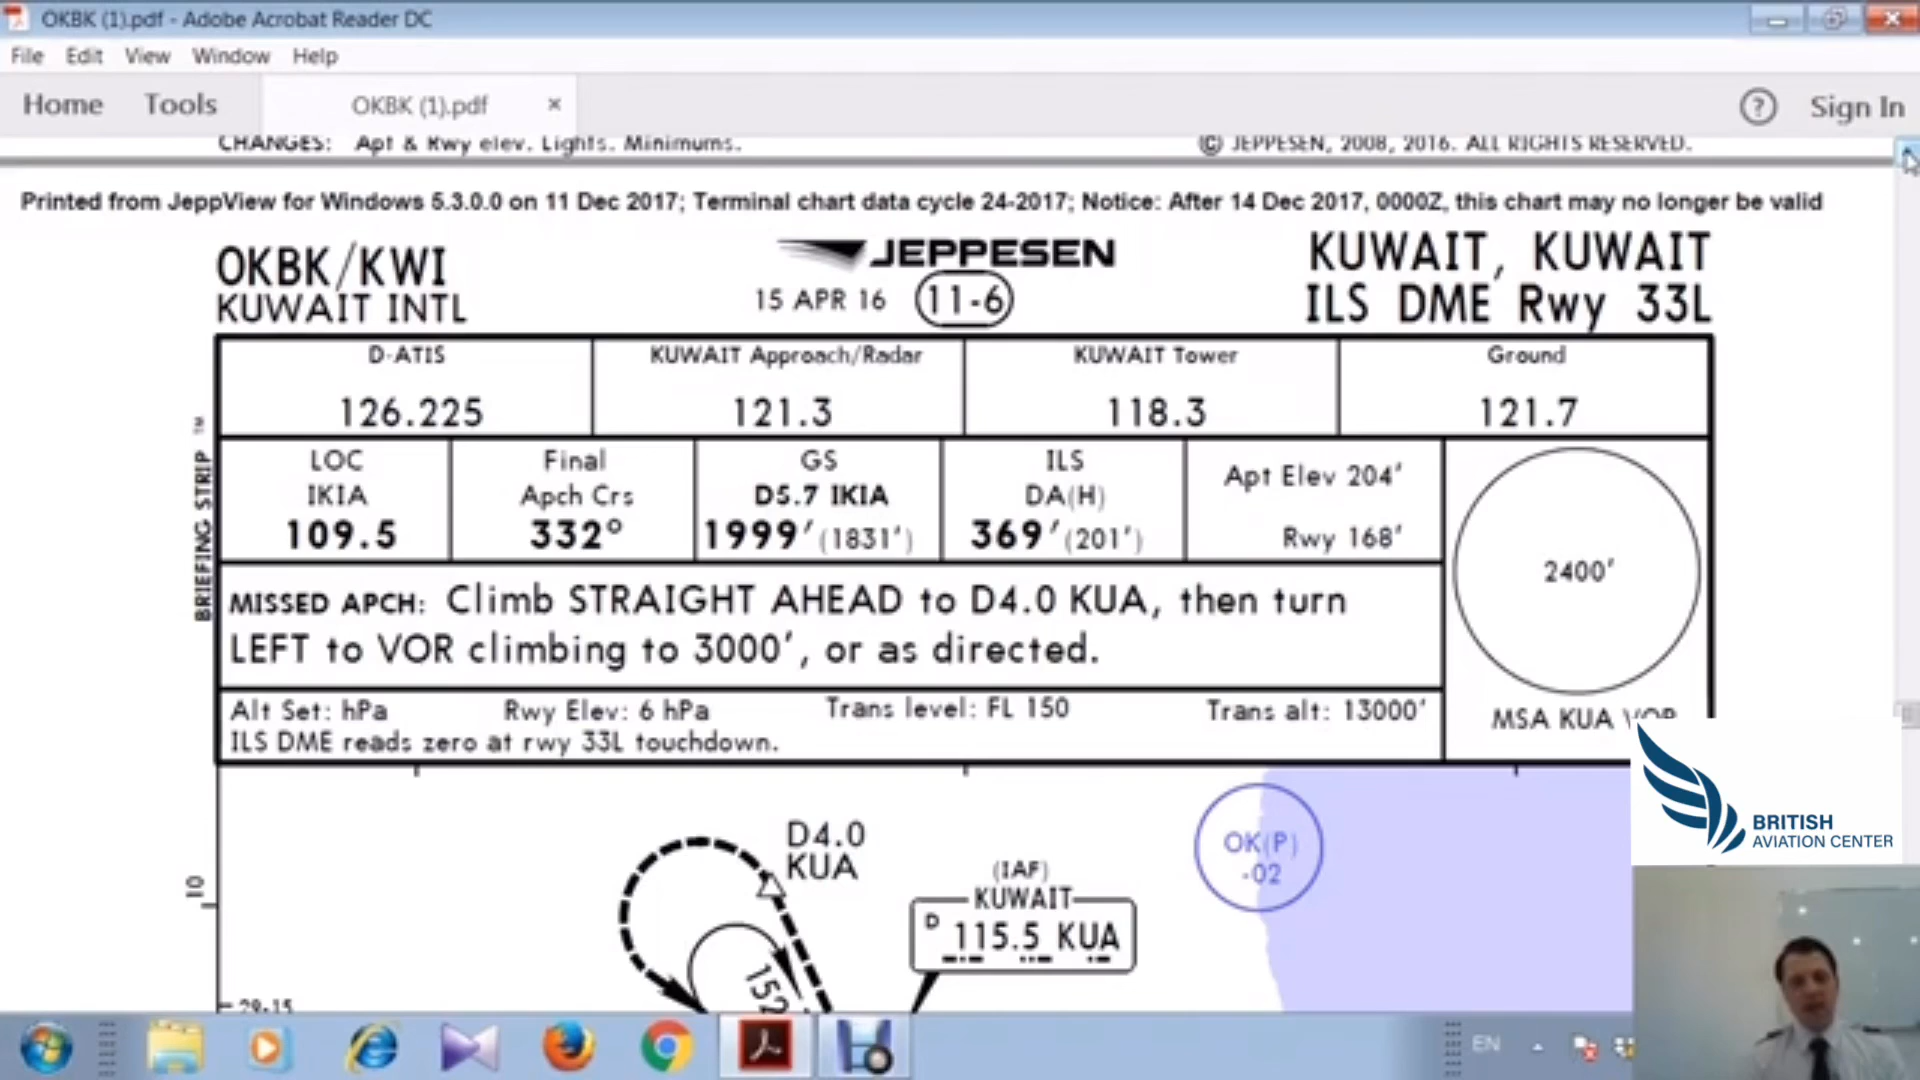 OKBK (1).pdf - Adobe Acrobat Reader DC
File Edit View Window Help
Home Tools OKBK (1).pdf × ? Sign In
CHANGES: Apt & Rwy elev. Lights. Minimums. © JEPPESEN, 2008, 2016. ALL RIGHTS RESERVED.
Printed from JeppView for Windows 5.3.0.0 on 11 Dec 2017; Terminal chart data cycle 24-2017; Notice: After 14 Dec 2017, 0000Z, this chart may no longer be valid
OKBK/KWI JEPPESEN KUWAIT, KUWAIT
KUWAIT INTL 15 APR 16 11-6 ILS DME Rwy 33L
D-ATIS KUWAIT Approach/Radar KUWAIT Tower Ground
126.225 121.3 118.3 121.7
BRIEFING STRIP TM
LOC Final GS ILS Apt Elev 204'
IKIA Apch Crs D5.7 IKIA DA(H)
109.5 332° 1999'(1831') 369'(201') Rwy 168'
2400'
MISSED APCH: Climb STRAIGHT AHEAD to D4.0 KUA, then turn
LEFT to VOR climbing to 3000', or as directed.
Alt Set: hPa Rwy Elev: 6 hPa Trans level: FL 150 Trans alt: 13000'
MSA KUA VOR
ILS DME reads zero at rwy 33L touchdown.
D4.0
KUA
OK(P)
-02
BRITISH
AVIATION CENTER
10
(IAF)
KUWAIT
D 115.5 KUA
152
29-15
EN